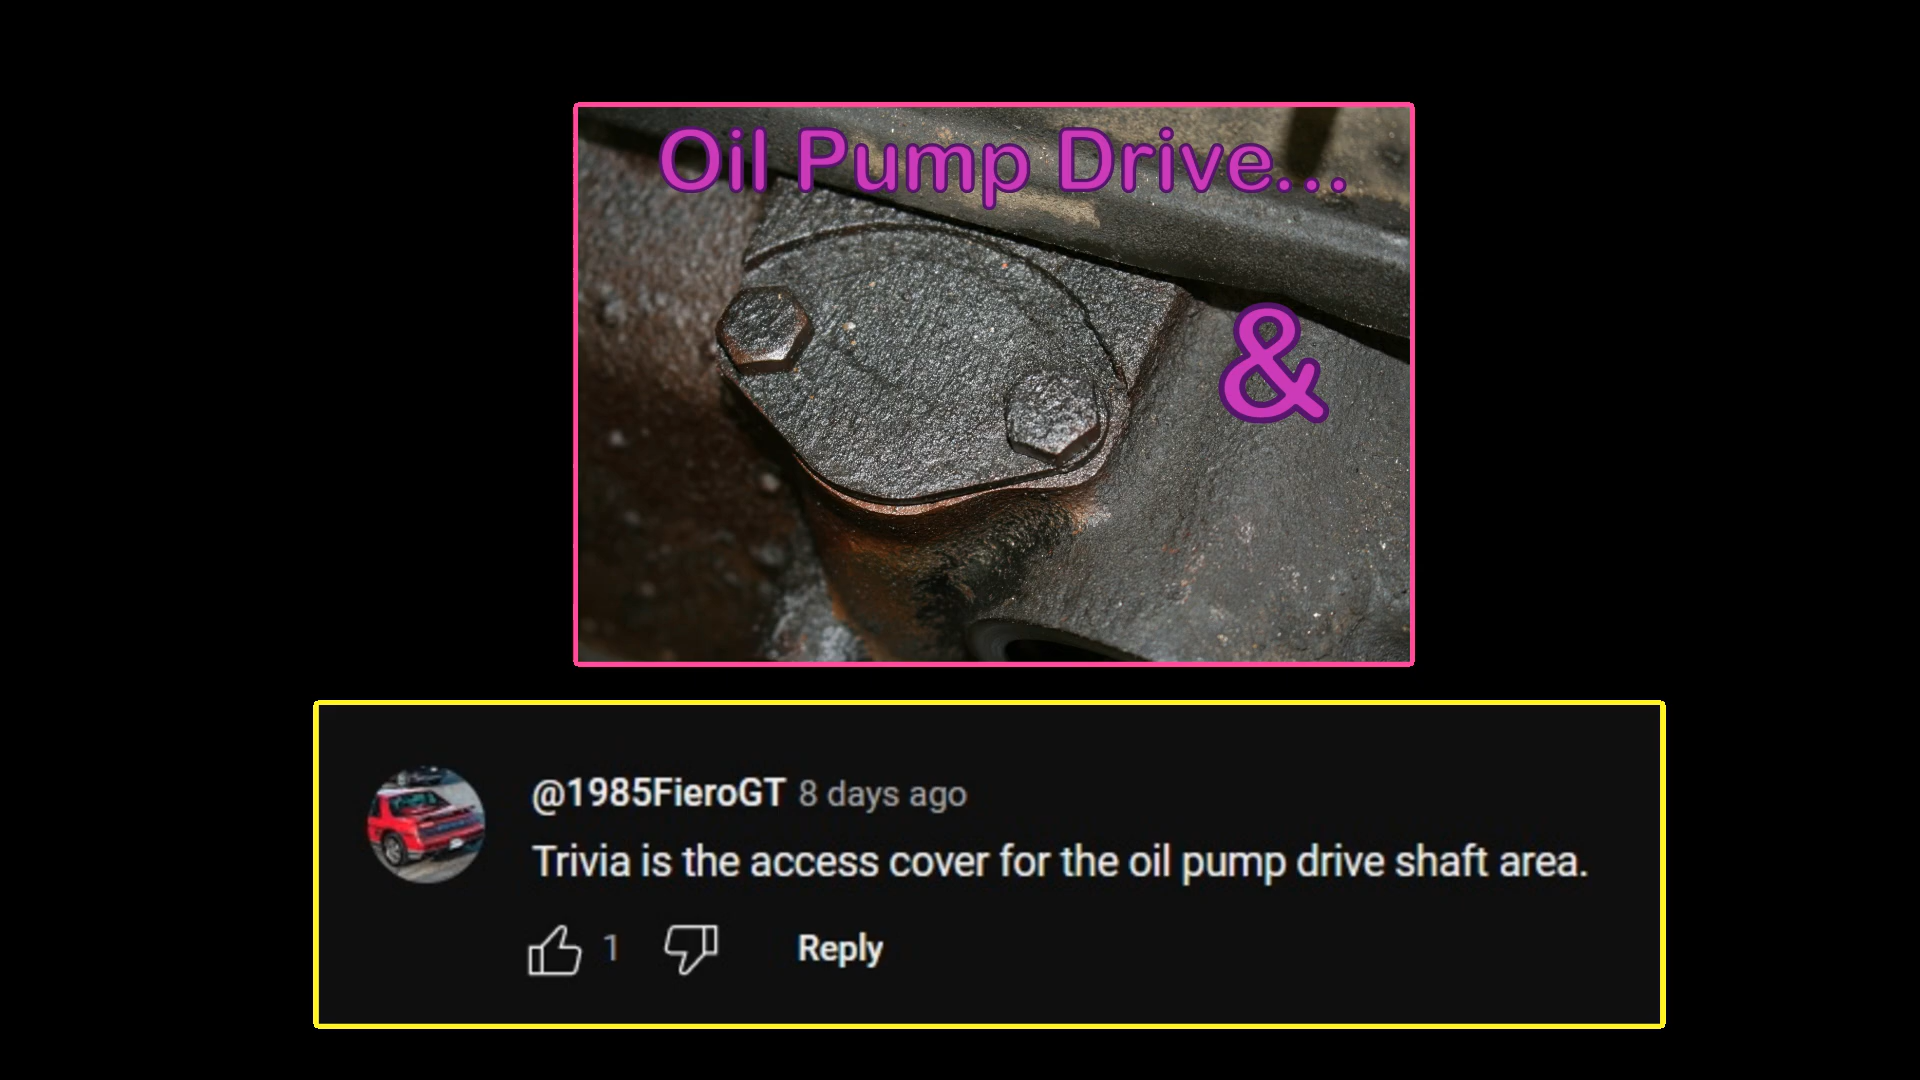 Oil Pump Drive...
&
@1985FieroGT 8 days ago
Trivia is the access cover for the oil pump drive shaft area.
1 Reply